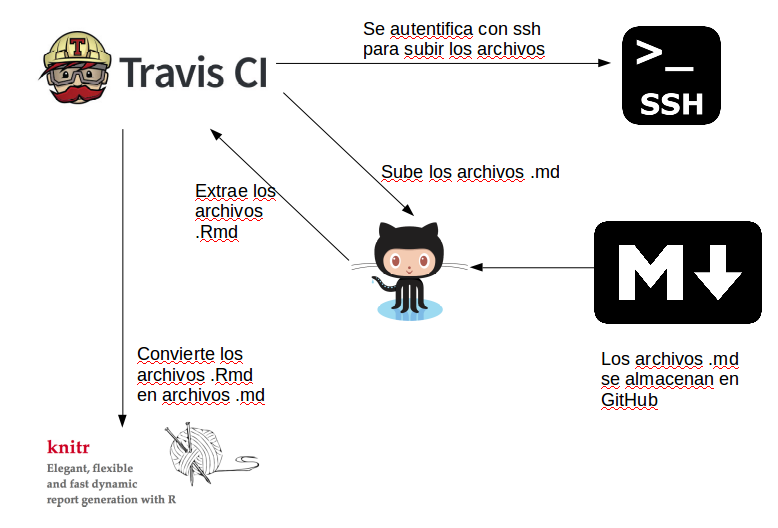 Se autentifica con ssh
para subir los archivos
T
Travis CI
>_
SSH
Sube los archivos .md
Extrae los
archivos
.Rmd
M
Los archivos .md
se almacenan en
GitHub
Convierte los
archivos .Rmd
en archivos .md
knitr
Elegant, flexible
and fast dynamic
report generation with R